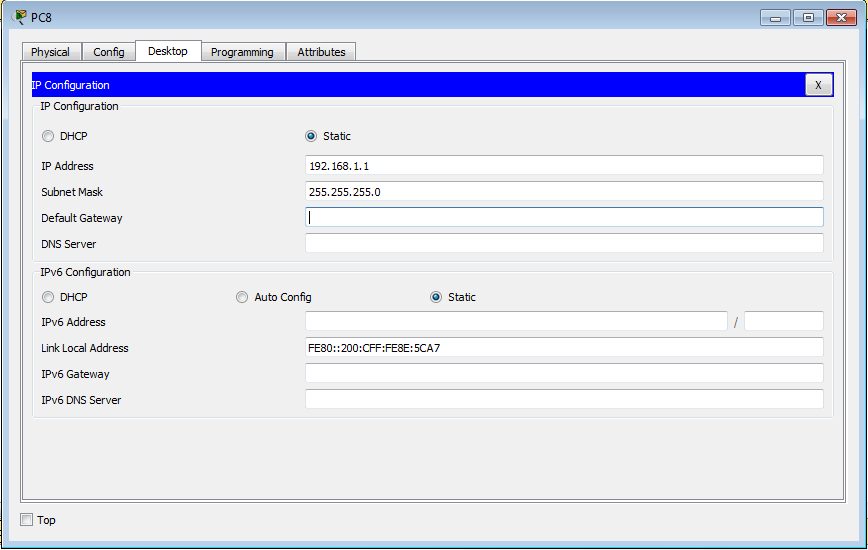 PC8
Physical Config Desktop Programming Attributes
IP Configuration
X
IP Configuration
DHCP Static
IP Address 192.168.1.1
Subnet Mask 255.255.255.0
Default Gateway
DNS Server
IPv6 Configuration
DHCP Auto Config Static
IPv6 Address /
Link Local Address FE80::200:CFF:FE8E:5CA7
IPv6 Gateway
IPv6 DNS Server
Top